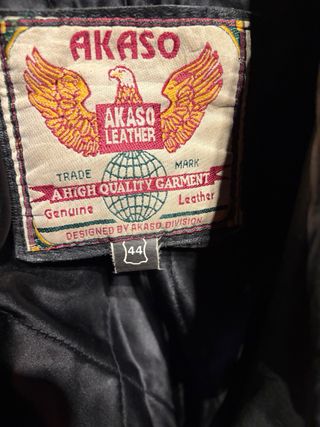 AKASO
AKASO
LEATHER
TRADE MARK
A HIGH QUALITY GARMENT
Genuine Leather
DESIGNED BY AKASO DIVISION
44